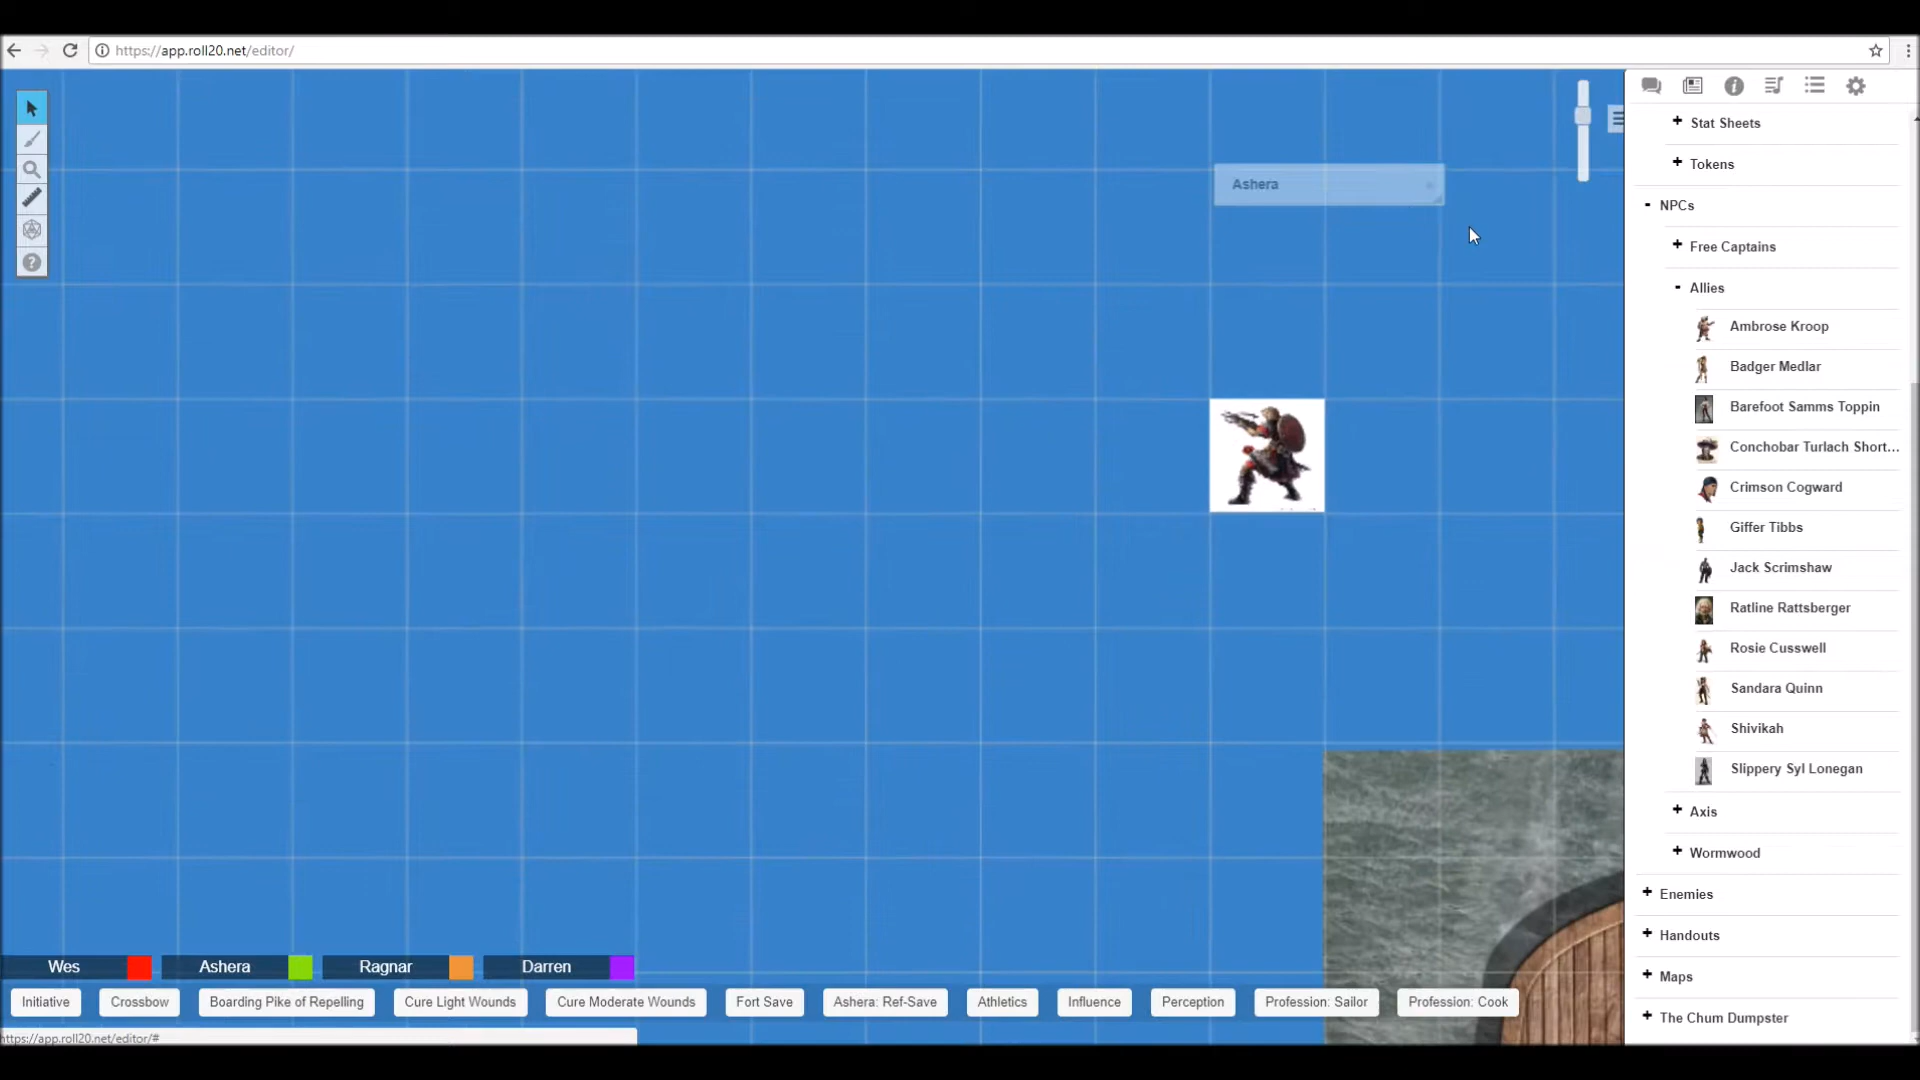 https://app.roll20.net/editor/
Stat Sheets
Tokens
NPCs
Free Captains
Allies
Ambrose Kroop
Badger Medlar
Barefoot Samms Toppin
Conchobar Turlach Short...
Crimson Cogward
Giffer Tibbs
Jack Scrimshaw
Ratline Rattsberger
Rosie Cusswell
Sandara Quinn
Shivikah
Slippery Syl Lonegan
Axis
Wormwood
Enemies
Handouts
Maps
The Chum Dumpster
Ashera
Wes Ashera Ragnar Darren
Initiative Crossbow Boarding Pike of Repelling Cure Light Wounds Cure Moderate Wounds Fort Save Ashera: Ref-Save Athletics Influence Perception Profession: Sailor Profession: Cook
https://app.roll20.net/editor/#